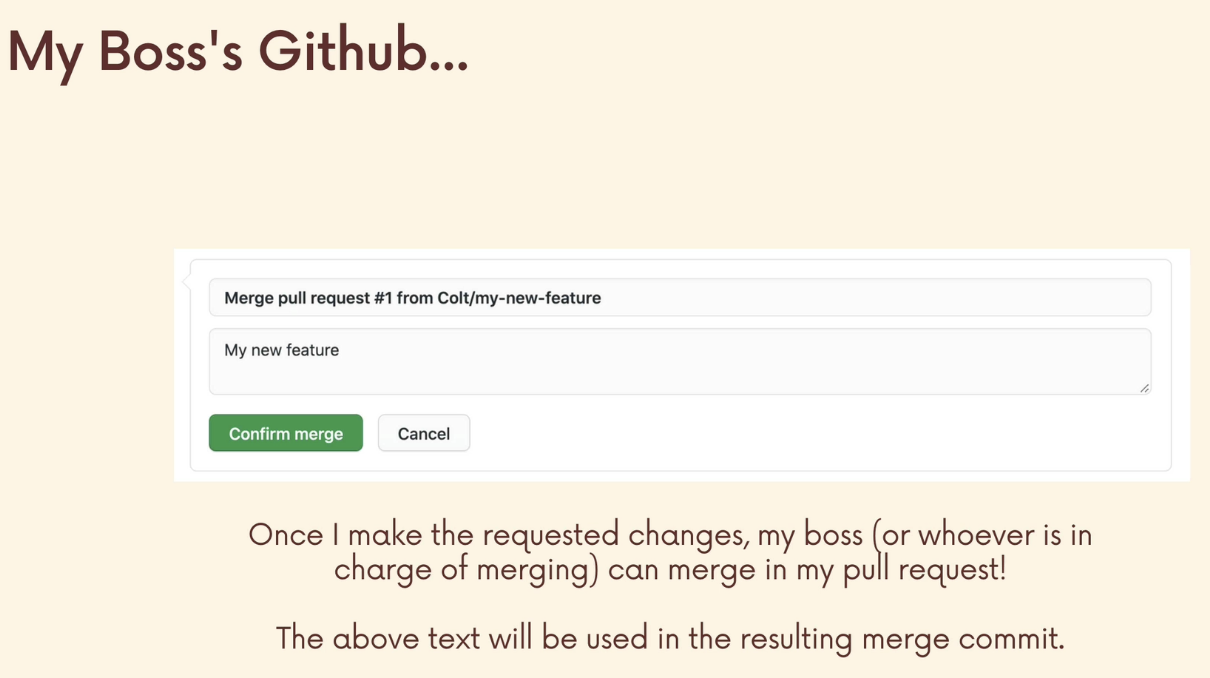 My Boss's Github...
Merge pull request #1 from Colt/my-new-feature
My new feature
Confirm merge
Cancel
Once I make the requested changes, my boss (or whoever is in
charge of merging) can merge in my pull request!
The above text will be used in the resulting merge commit.